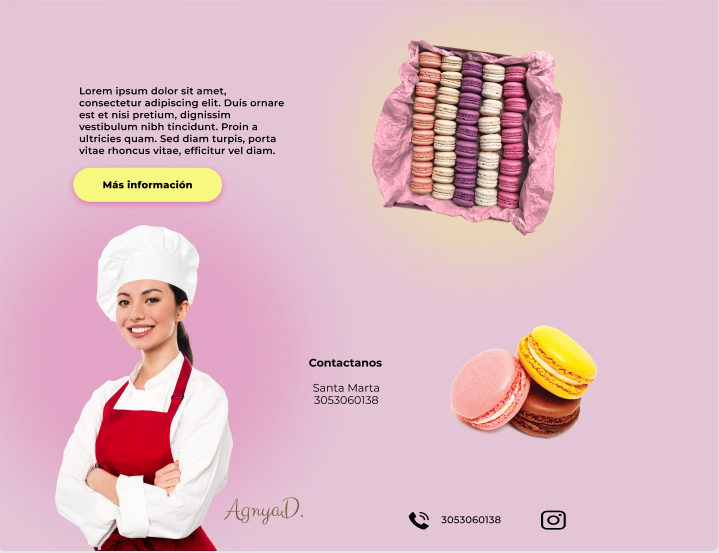 Lorem ipsum dolor sit amet,
consectetur adipiscing elit. Duis ornare
est et nisi pretium, dignissim
vestibulum nibh tincidunt. Proin a
ultricies quam. Sed diam turpis, porta
vitae rhoncus vitae, efficitur vel diam.
Más información
Contactanos
Santa Marta
3053060138
AgnyaD.
3053060138